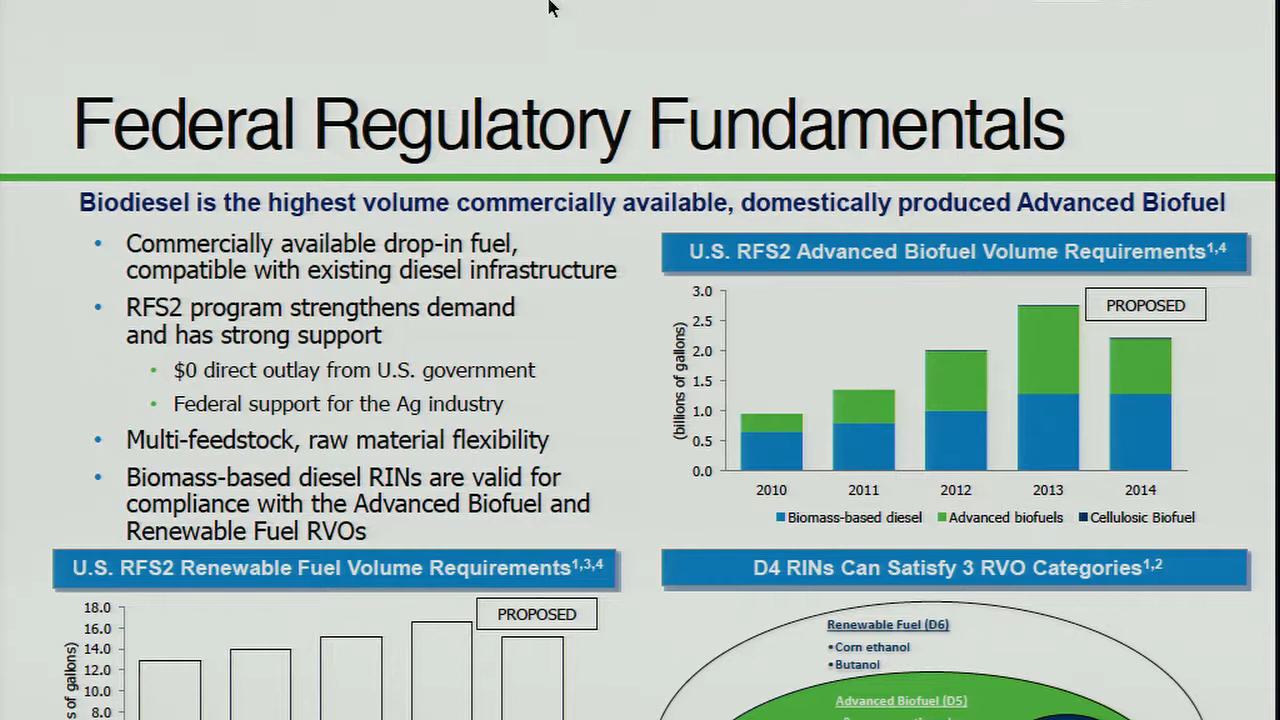 Federal Regulatory Fundamentals
Biodiesel is the highest volume commercially available, domestically produced Advanced Biofuel
• Commercially available drop-in fuel,
compatible with existing diesel infrastructure
• RFS2 program strengthens demand
and has strong support
• $0 direct outlay from U.S. government
• Federal support for the Ag industry
• Multi-feedstock, raw material flexibility
• Biomass-based diesel RINs are valid for
compliance with the Advanced Biofuel and
Renewable Fuel RVOs
U.S. RFS2 Advanced Biofuel Volume Requirements1,4
PROPOSED
(billions of gallons)
3.0
2.5
2.0
1.5
1.0
0.5
0.0
2010 2011 2012 2013 2014
Biomass-based diesel Advanced biofuels Cellulosic Biofuel
U.S. RFS2 Renewable Fuel Volume Requirements1,3,4
PROPOSED
s of gallons)
18.0
16.0
14.0
12.0
10.0
8.0
D4 RINs Can Satisfy 3 RVO Categories1,2
Renewable Fuel (D6)
•Corn ethanol
•Butanol
Advanced Biofuel (D5)